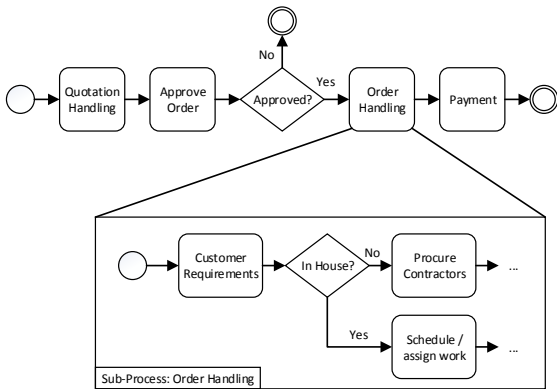 No
Yes
Quotation
Handling
Approve
Order
Approved?
Order
Handling
Payment
Customer
Requirements
In House?
No
Procure
Contractors
...
Yes
Schedule /
assign work
...
Sub-Process: Order Handling